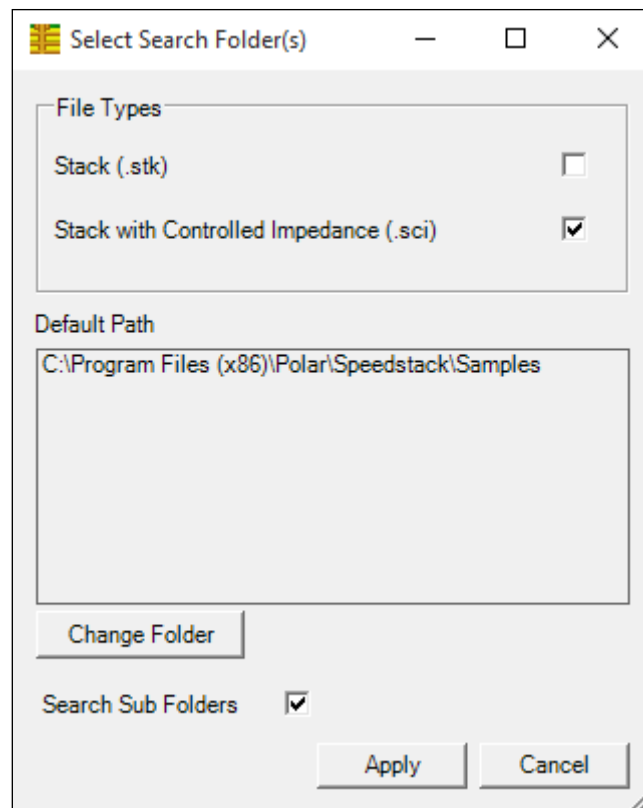 Select Search Folder(s)
File Types
Stack (.stk)
Stack with Controlled Impedance (.sci)
Default Path
C:\Program Files (x86)\Polar\Speedstack\Samples
Change Folder
Search Sub Folders
Apply Cancel